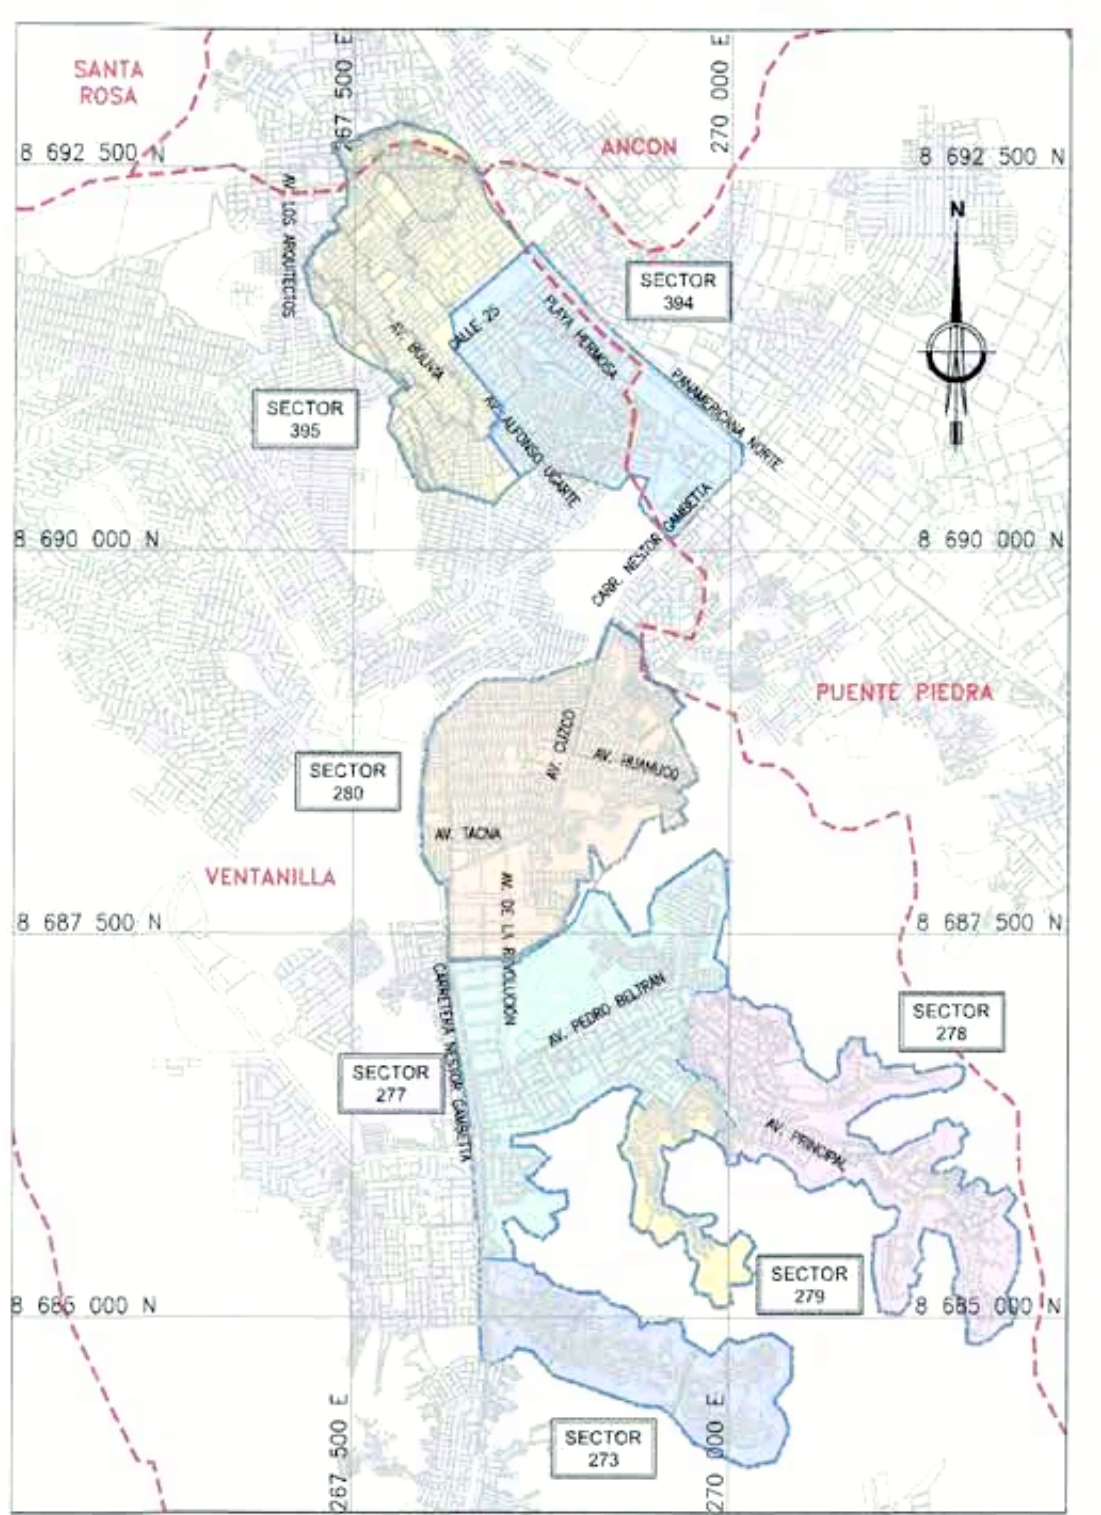 267 500 E
270 000 E
SANTA
ROSA
ANCON
8 692 500 N
8 692 500 N
N
AV. LOS ARQUITECTOS
SECTOR
394
PLAYA HERMOSA
CALLE 25
AV. BOLIVIA
PANAMERICANA NORTE
SECTOR
395
AV. ALFONSO UGARTE
CARR. NESTOR GAMBETTA
8 690 000 N
8 690 000 N
PUENTE PIEDRA
AV. CUZCO
AV. HUANUCO
SECTOR
280
AV. TACNA
VENTANILLA
AV. DE LA REVOLUCION
8 687 500 N
8 687 500 N
CARRETERA NESTOR GAMBETTA
AV. PEDRO BELTRAN
SECTOR
278
SECTOR
277
AV. PRINCIPAL
SECTOR
279
8 685 000 N
8 685 000 N
267 500 E
270 000 E
SECTOR
273